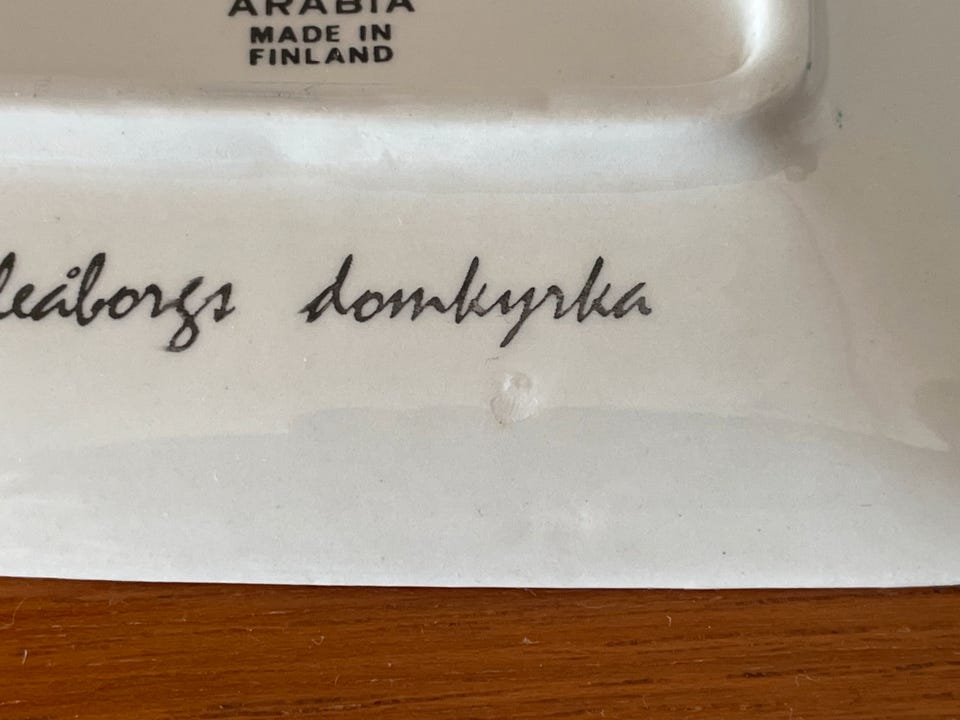 ARABIA
MADE IN
FINLAND
leåborgs domkyrka